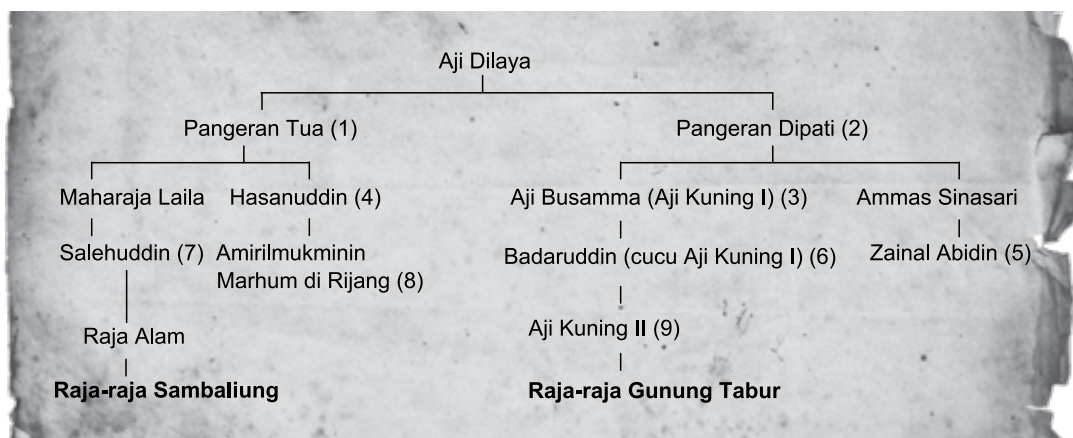 Aji Dilaya
Pangeran Tua (1) Pangeran Dipati (2)
Maharaja Laila Hasanuddin (4) Aji Busamma (Aji Kuning I) (3) Ammas Sinasari
Salehuddin (7) Amirilmukminin Badaruddin (cucu Aji Kuning I) (6) Zainal Abidin (5)
Marhum di Rijang (8)
Raja Alam Aji Kuning II (9)
Raja-raja Sambaliung Raja-raja Gunung Tabur